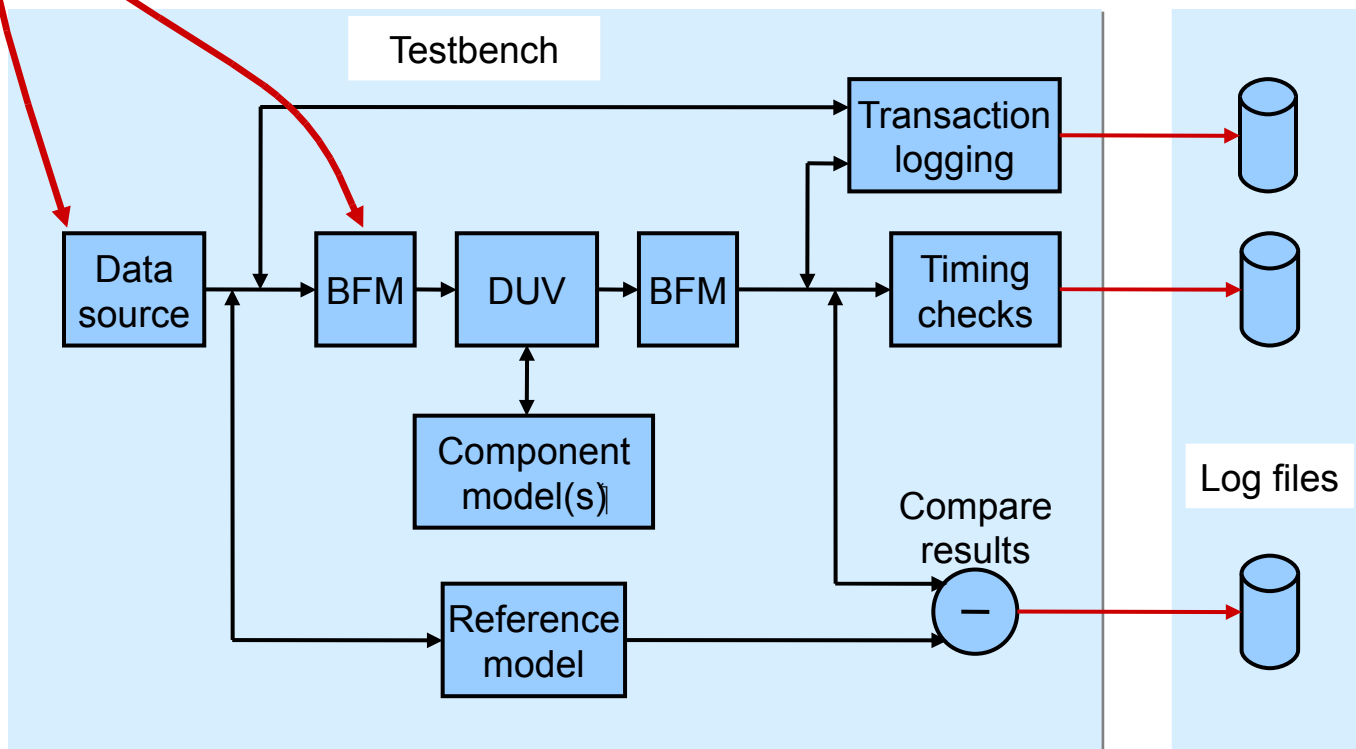 Testbench
Transaction
logging
Data
source
BFM
DUV
BFM
Timing
checks
Component
model(s)
Log files
Compare
results
Reference
model
–